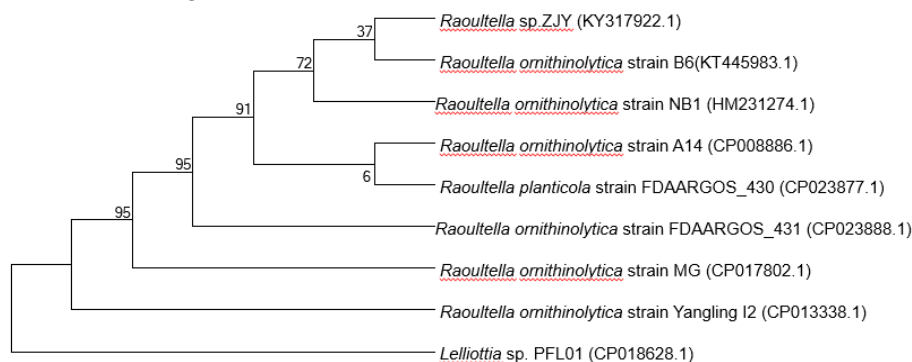 Raoultella sp.ZJY (KY317922.1)
37
Raoultella ornithinolytica strain B6(KT445983.1)
72
Raoultella ornithinolytica strain NB1 (HM231274.1)
91
Raoultella ornithinolytica strain A14 (CP008886.1)
95
6
Raoultella planticola strain FDAARGOS_430 (CP023877.1)
95
Raoultella ornithinolytica strain FDAARGOS_431 (CP023888.1)
Raoultella ornithinolytica strain MG (CP017802.1)
Raoultella ornithinolytica strain Yangling I2 (CP013338.1)
Lelliottia sp. PFL01 (CP018628.1)